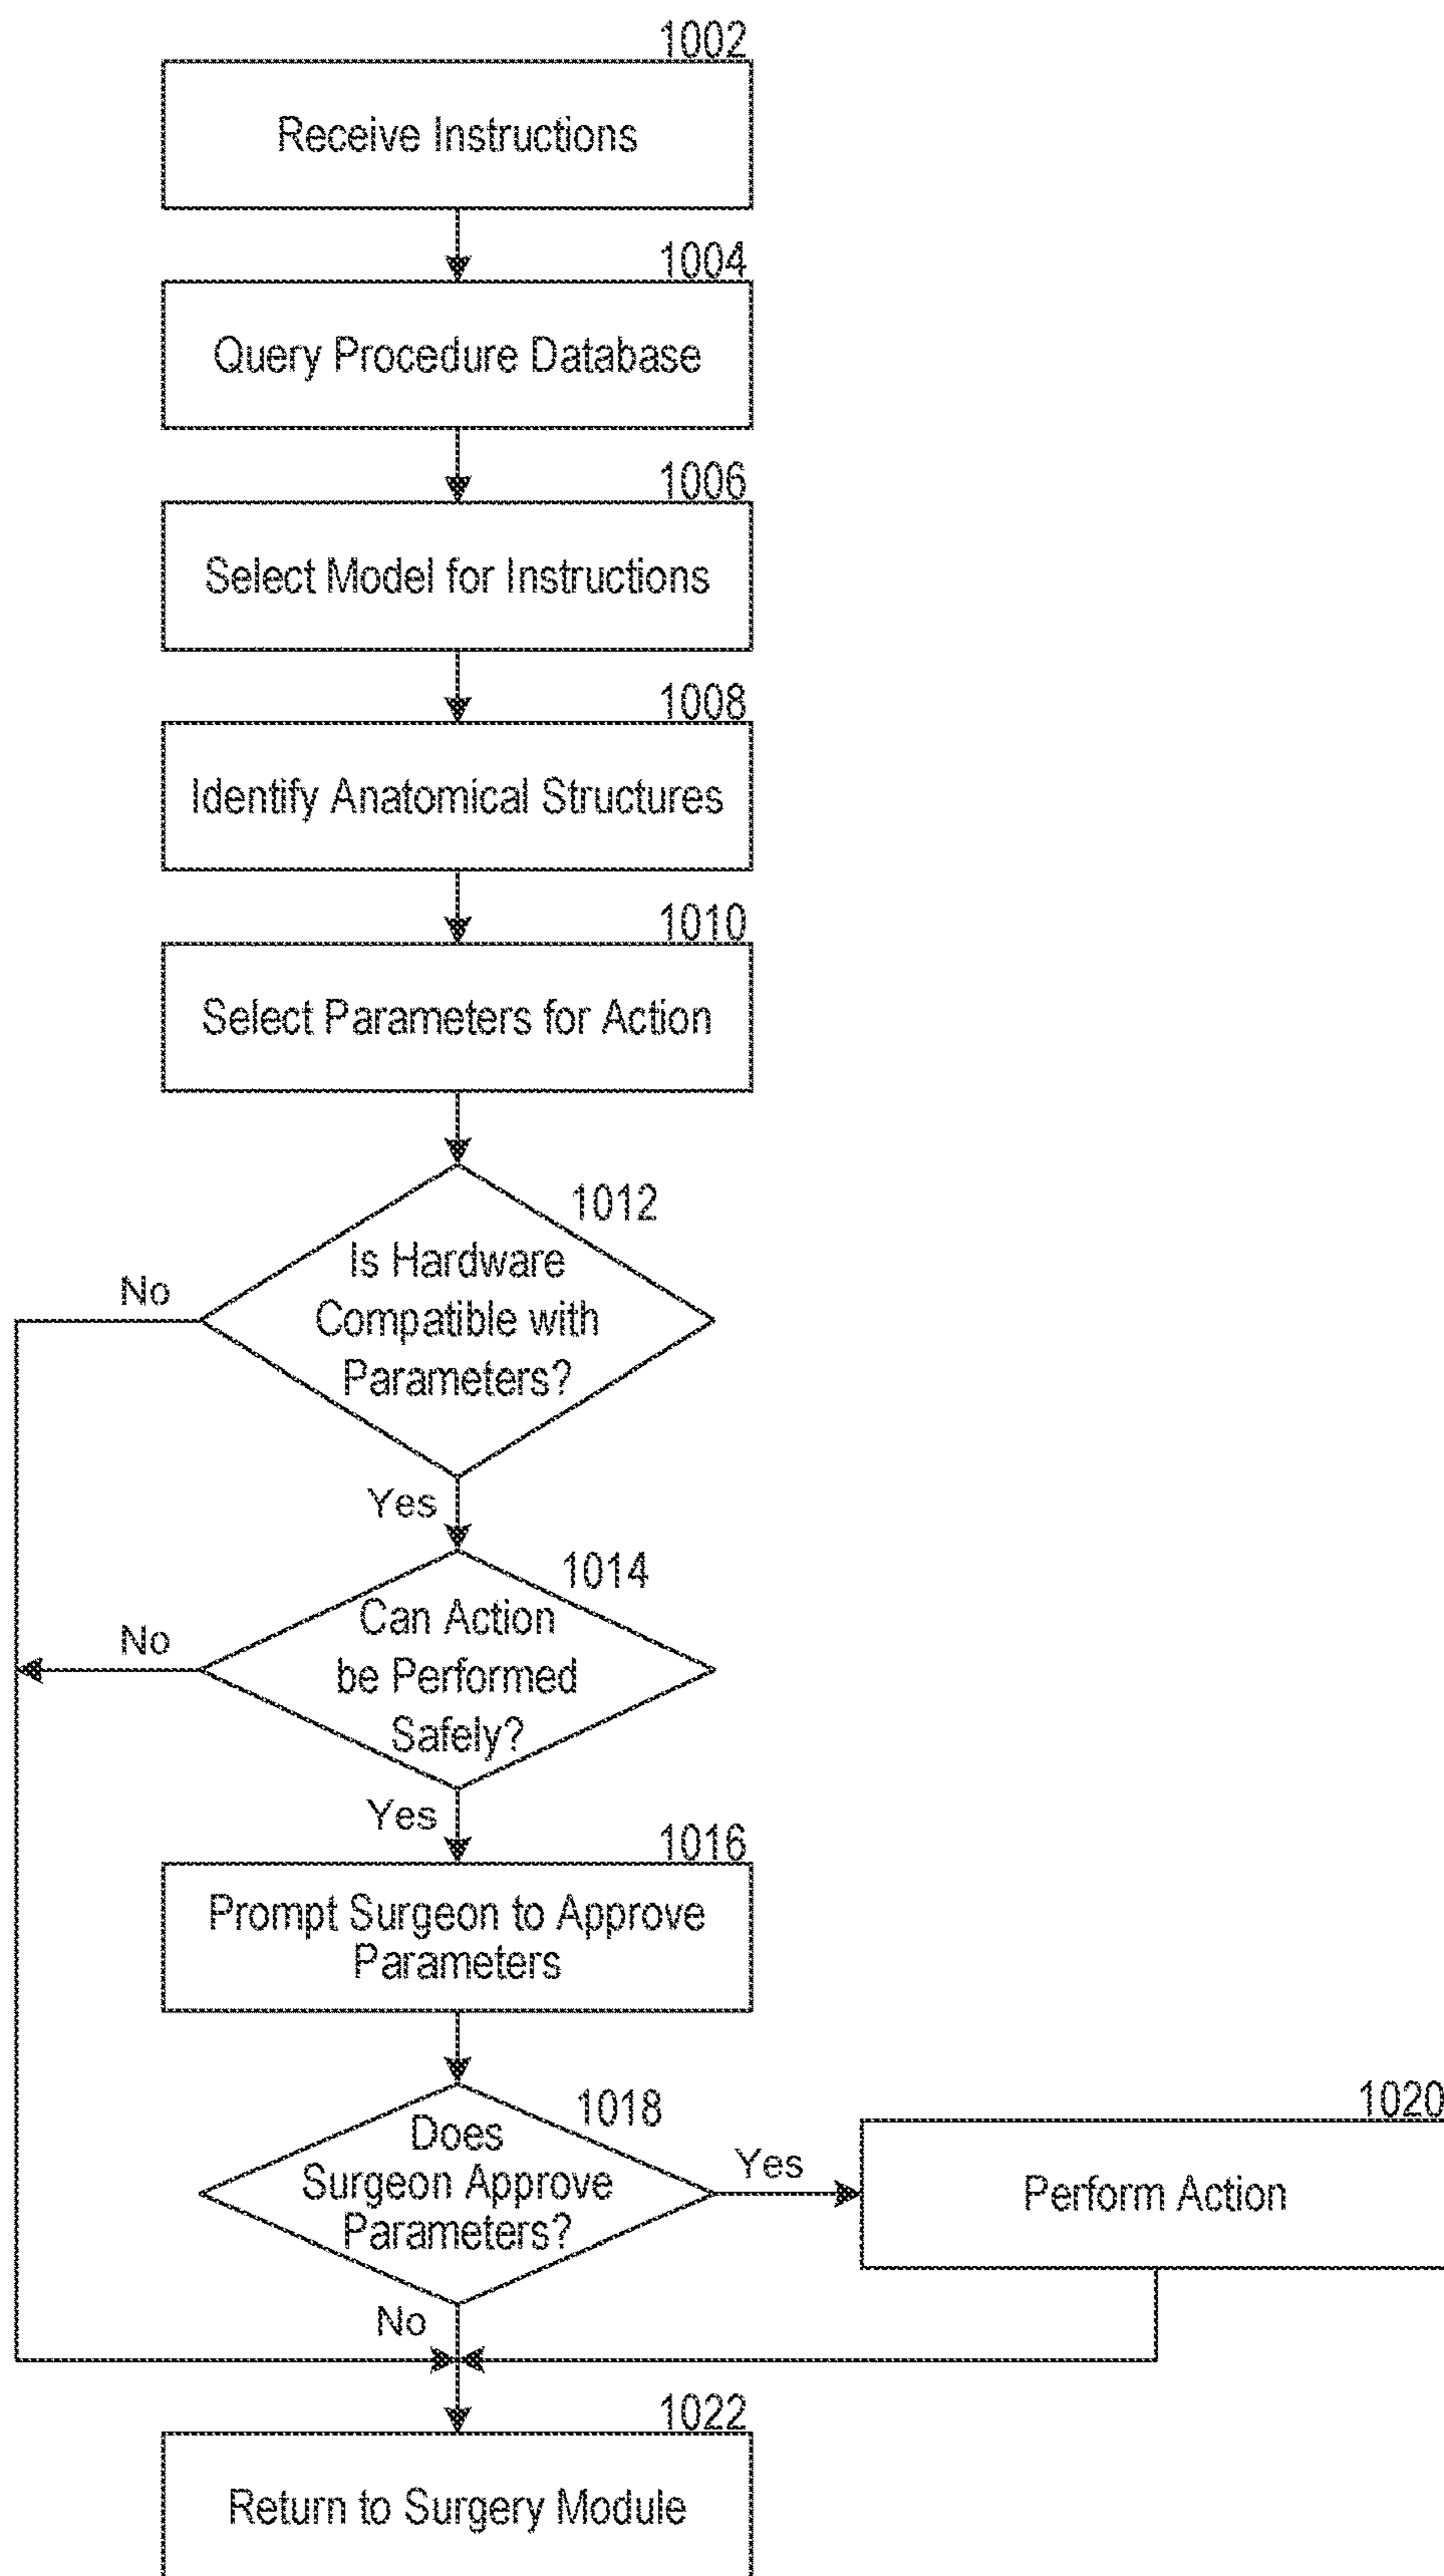 1002
Receive Instructions
1004
Query Procedure Database
1006
Select Model for Instructions
1008
Identify Anatomical Structures
1010
Select Parameters for Action
1012
Is Hardware
Compatible with
Parameters?
No
Yes
1014
Can Action
be Performed
Safely?
No
Yes
1016
Prompt Surgeon to Approve
Parameters
1018
Does
Surgeon Approve
Parameters?
Yes
1020
Perform Action
No
1022
Return to Surgery Module